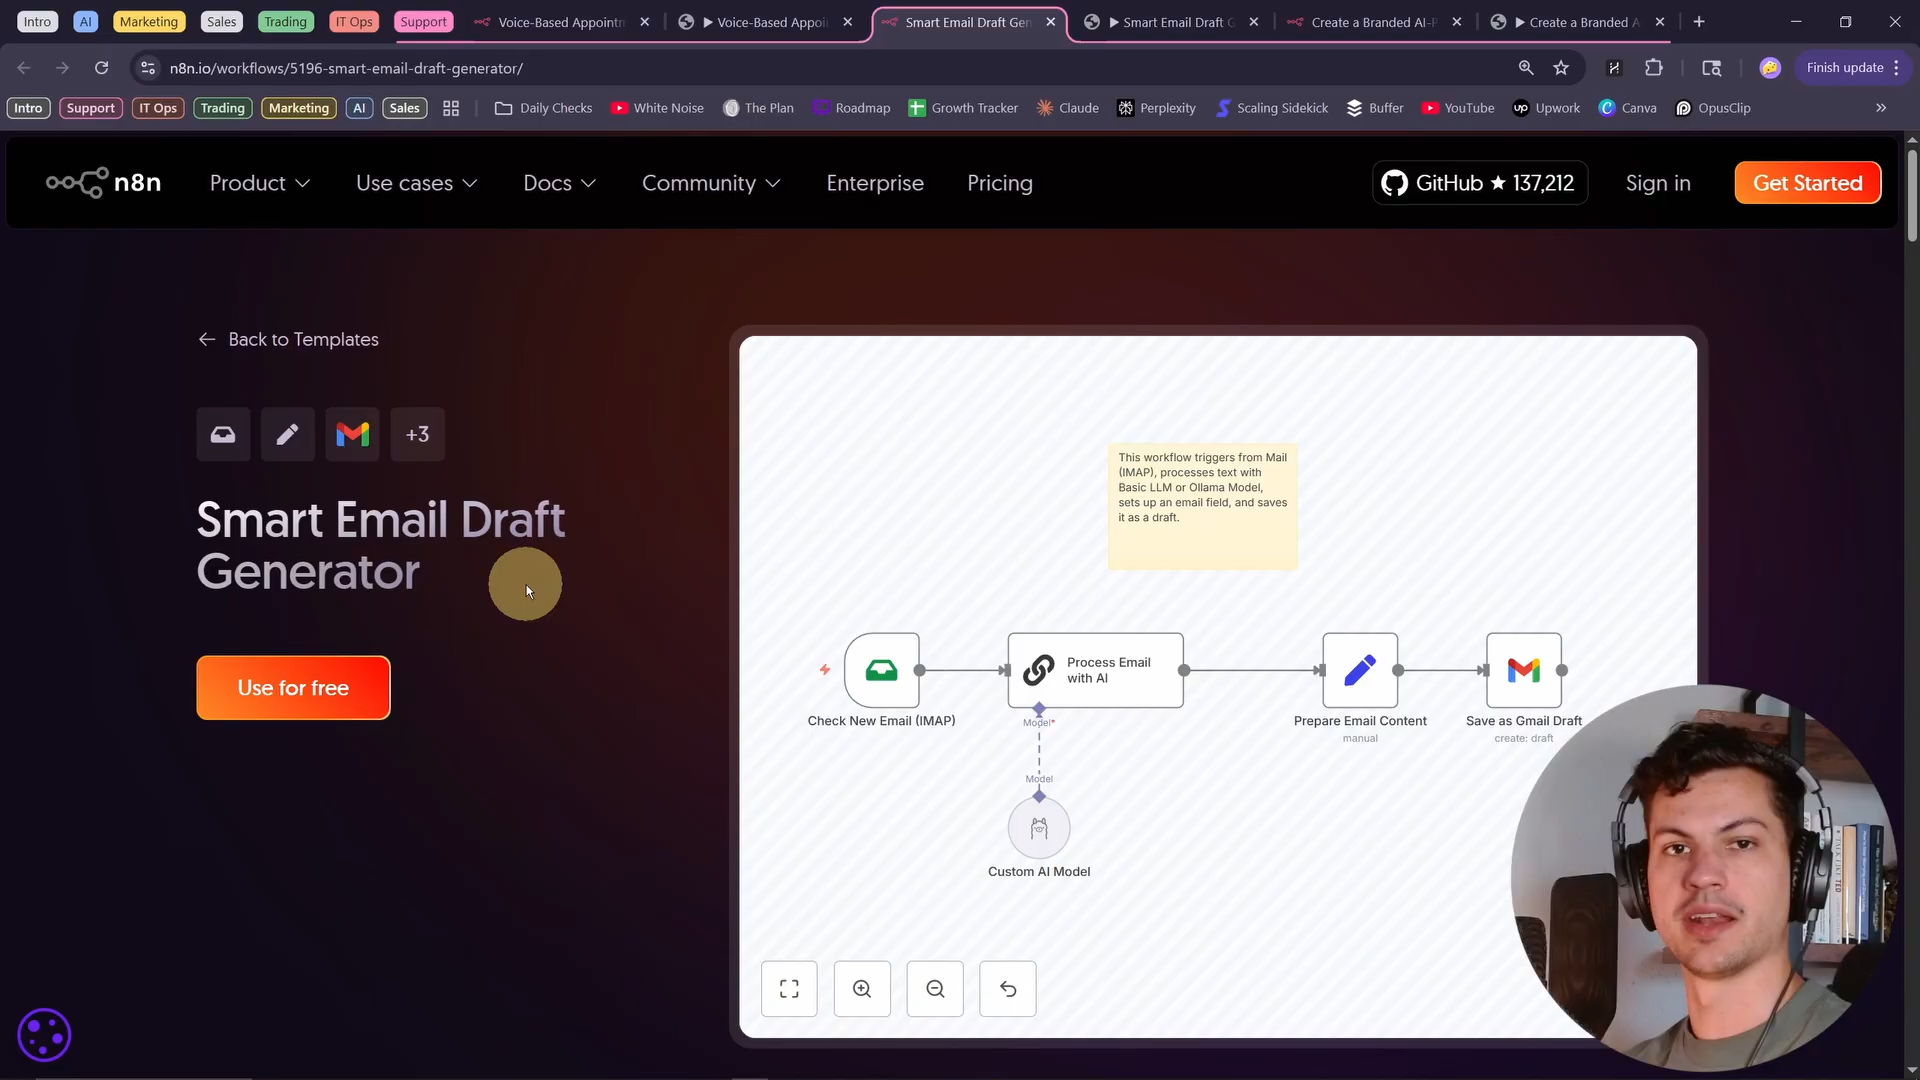 Intro
AI
Marketing
Sales
Trading
IT Ops
Support
Voice-Based Appointm
Voice-Based Appoi
Smart Email Draft Gen
Smart Email Draft G
Create a Branded AI-P
Create a Branded A
n8n.io/workflows/5196-smart-email-draft-generator/
Finish update
Intro
Support
IT Ops
Trading
Marketing
AI
Sales
Daily Checks
White Noise
The Plan
Roadmap
Growth Tracker
Claude
Perplexity
Scaling Sidekick
Buffer
YouTube
up
Upwork
Canva
OpusClip
n8n
Product
Use cases
Docs
Community
Enterprise
Pricing
GitHub ★ 137,212
Sign in
Get Started
← Back to Templates
+3
Smart Email Draft
Generator
Use for free
This workflow triggers from Mail
(IMAP), processes text with
Basic LLM or Ollama Model,
sets up an email field, and saves
it as a draft.
Check New Email (IMAP)
Process Email
with AI
Model*
Model
Custom AI Model
Prepare Email Content
manual
Save as Gmail Draft
create: draft